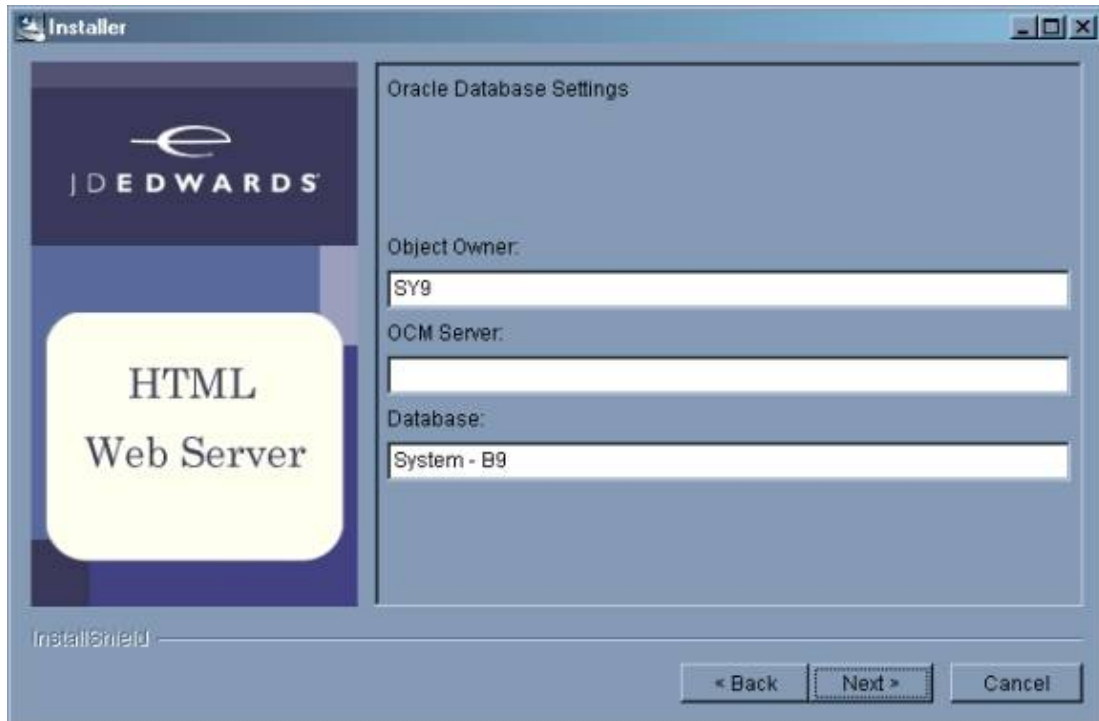 Installer
JDEDWARDS
HTML
Web Server
Oracle Database Settings
Object Owner:
SY9
OCM Server:
Database:
System - B9
InstallShield
< Back
Next >
Cancel